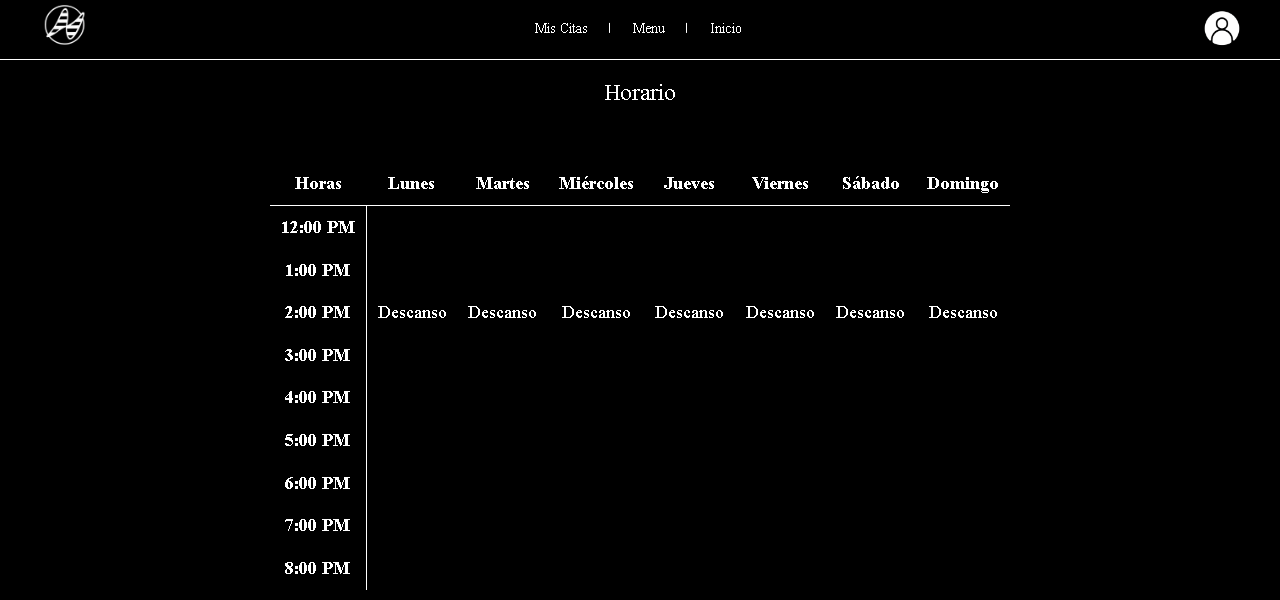 Mis Citas | Menu | Inicio
Horario
Horas Lunes Martes Miércoles Jueves Viernes Sábado Domingo
12:00 PM
1:00 PM
2:00 PM Descanso Descanso Descanso Descanso Descanso Descanso Descanso
3:00 PM
4:00 PM
5:00 PM
6:00 PM
7:00 PM
8:00 PM